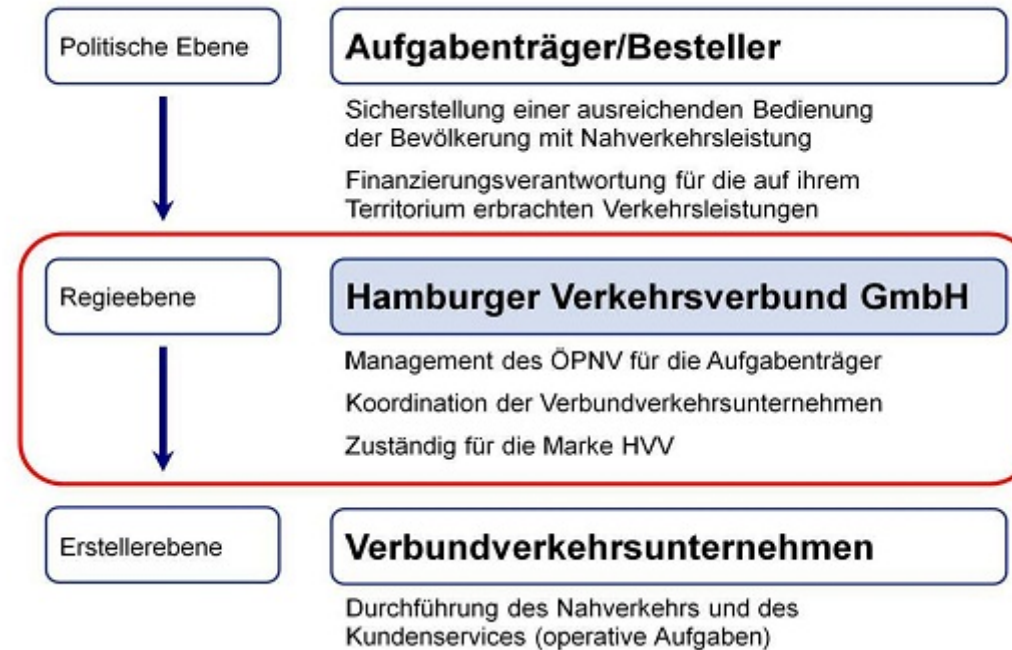 Politische Ebene
Aufgabenträger/Besteller
Sicherstellung einer ausreichenden Bedienung
der Bevölkerung mit Nahverkehrsleistung
Finanzierungsverantwortung für die auf ihrem
Territorium erbrachten Verkehrsleistungen
Regieebene
Hamburger Verkehrsverbund GmbH
Management des ÖPNV für die Aufgabenträger
Koordination der Verbundverkehrsunternehmen
Zuständig für die Marke HVV
Erstellerebene
Verbundverkehrsunternehmen
Durchführung des Nahverkehrs und des
Kundenservices (operative Aufgaben)